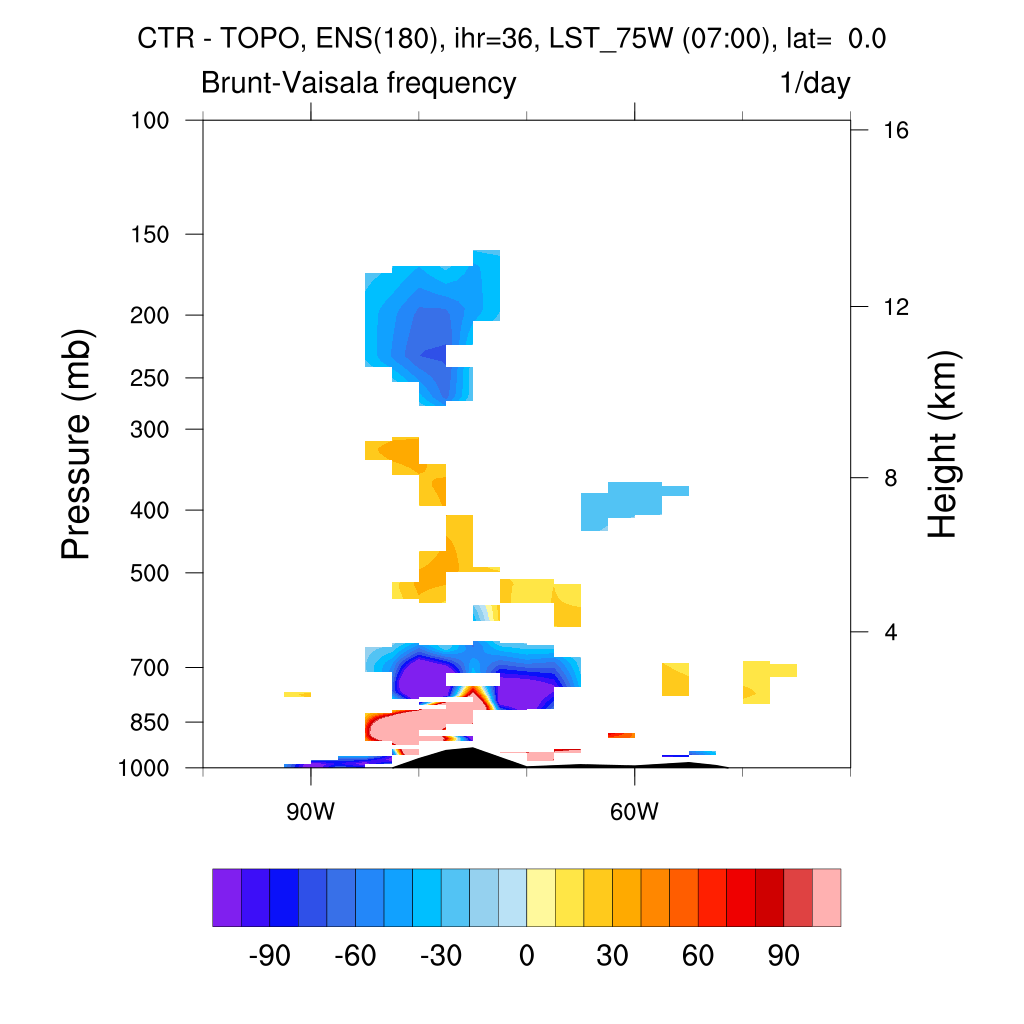 CTR - TOPO, ENS(180), ihr=36, LST_75W (07:00), lat=  0.0
Brunt-Vaisala frequency 1/day
100
150
200
250
300
400
500
700
850
1000
Pressure (mb)
16
12
8
4
Height (km)
90W 60W
-90 -60 -30 0 30 60 90